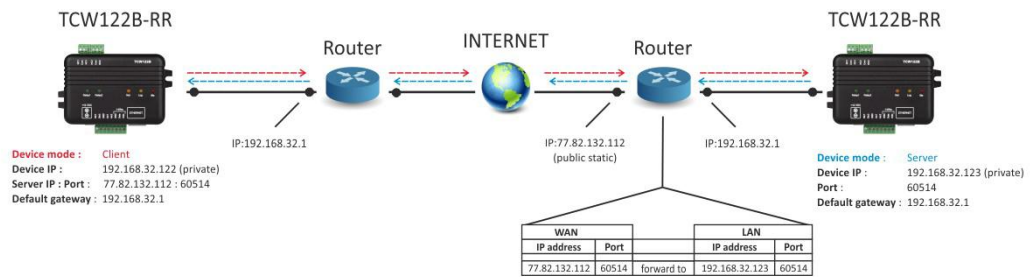 TCW122B-RR
Router
INTERNET
Router
TCW122B-RR
TCW122B
TCW122B
IP:192.168.32.1
IP:77.82.132.112
(public static)
IP:192.168.32.1
Device mode : Client
Device IP : 192.168.32.122 (private)
Server IP : Port : 77.82.132.112 : 60514
Default gateway : 192.168.32.1
Device mode : Server
Device IP : 192.168.32.123 (private)
Port : 60514
Default gateway : 192.168.32.1
WAN LAN
IP address Port IP address Port
77.82.132.112 60514 forward to 192.168.32.123 60514